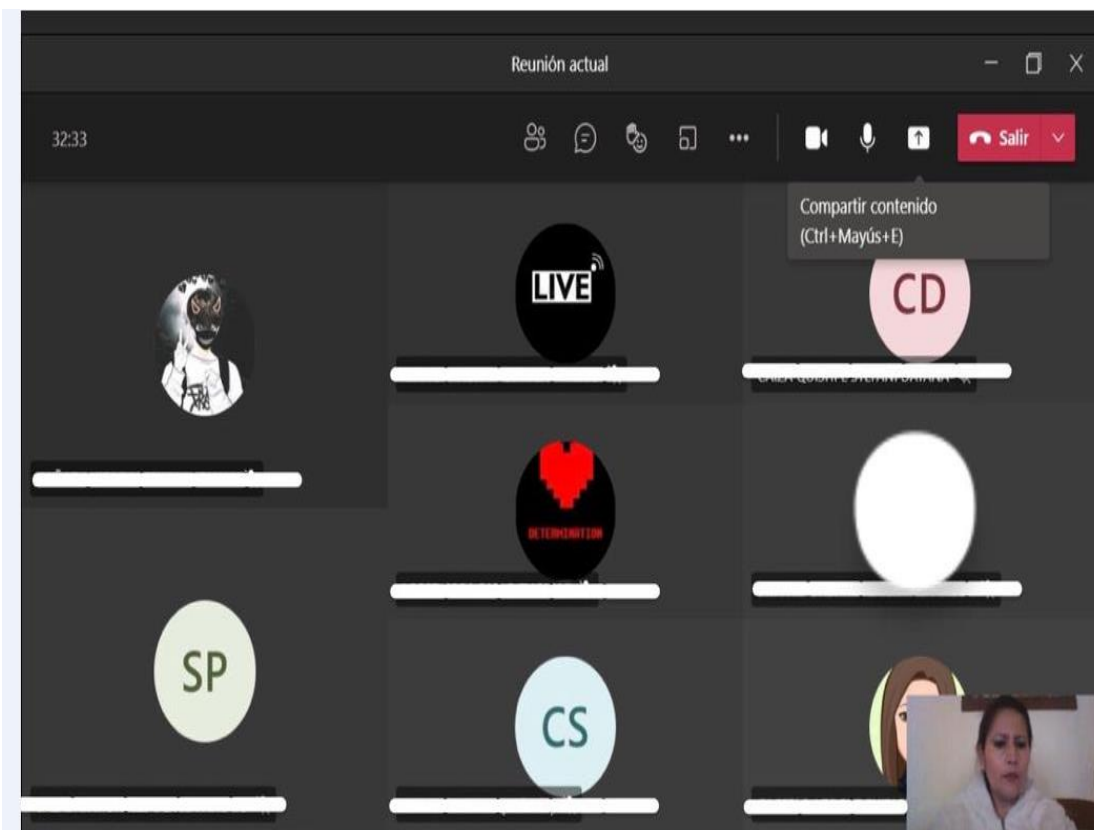 Reunión actual
32:33
Salir
Compartir contenido
(Ctrl+Mayús+E)
LIVE
CD
DETERMINATION
SP
CS